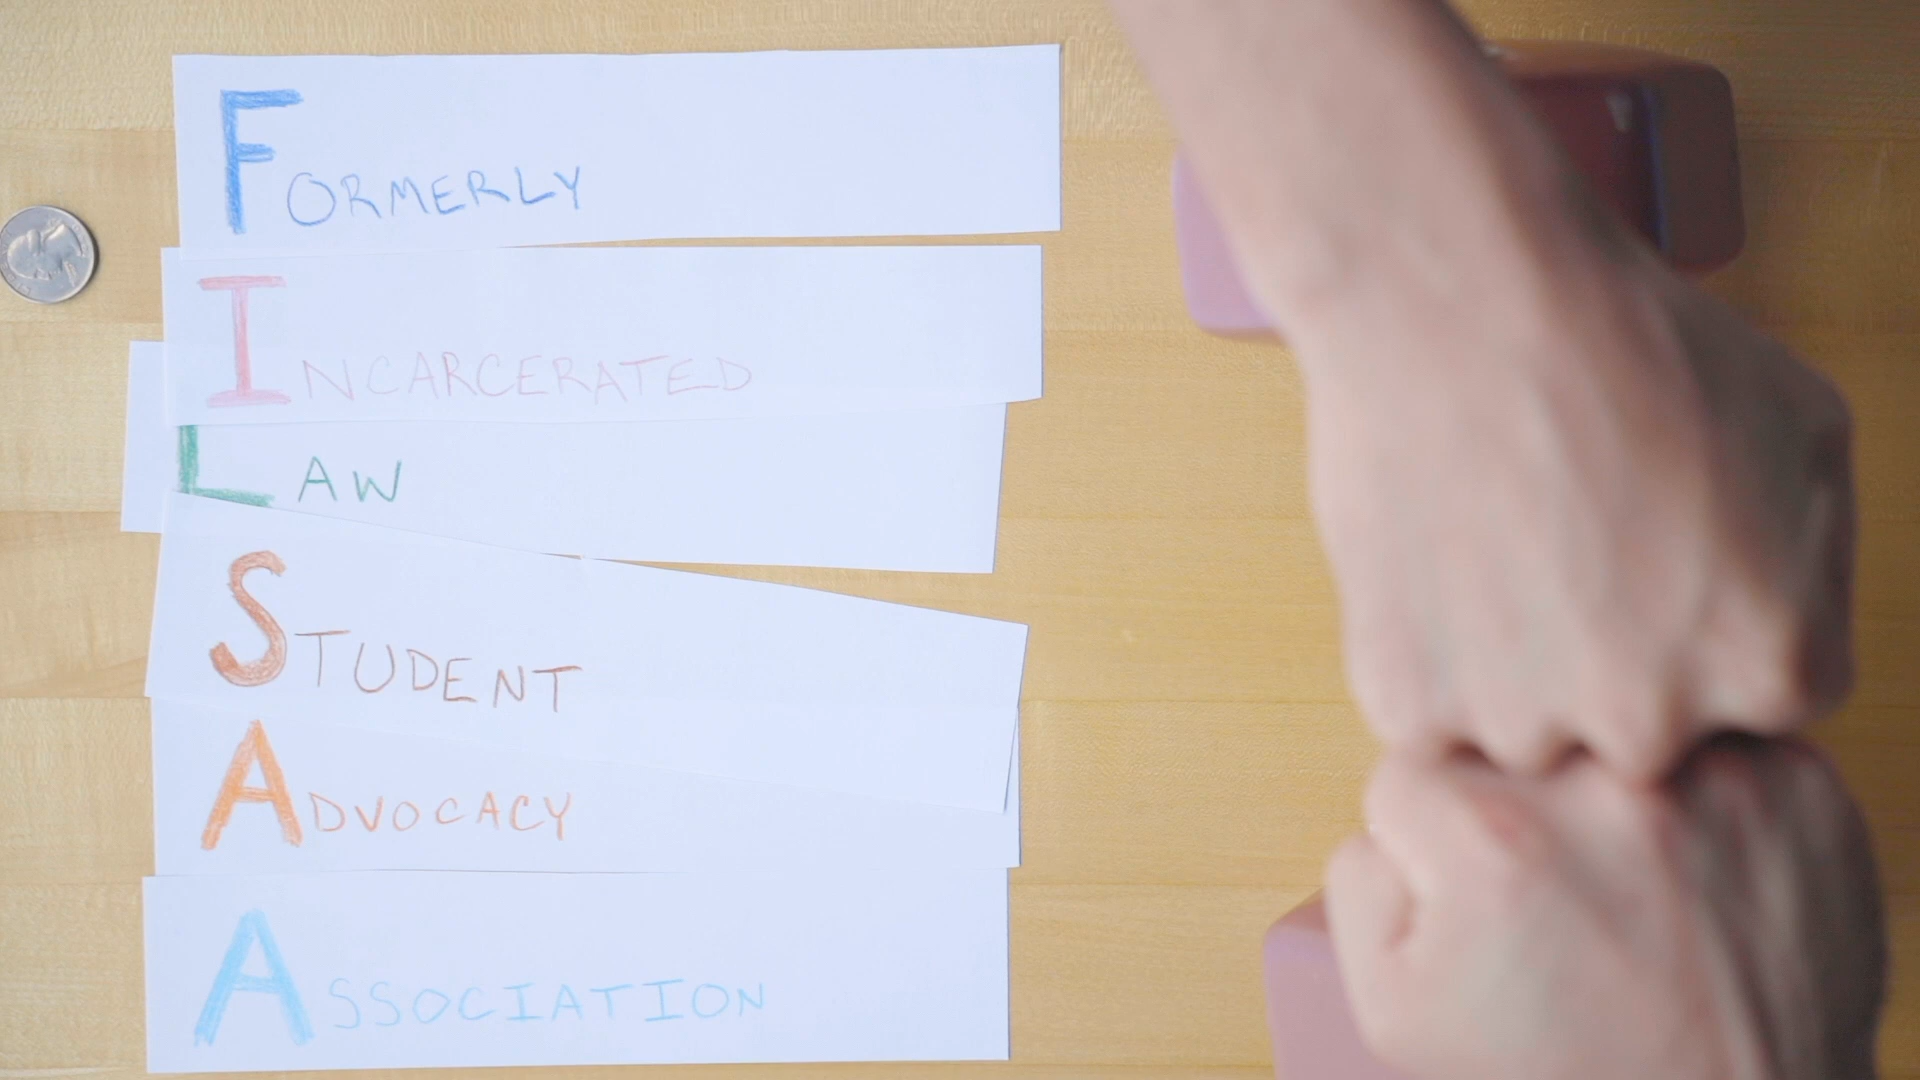 FORMERLY
INCARCERATED
LAW
STUDENT
ADVOCACY
ASSOCIATION